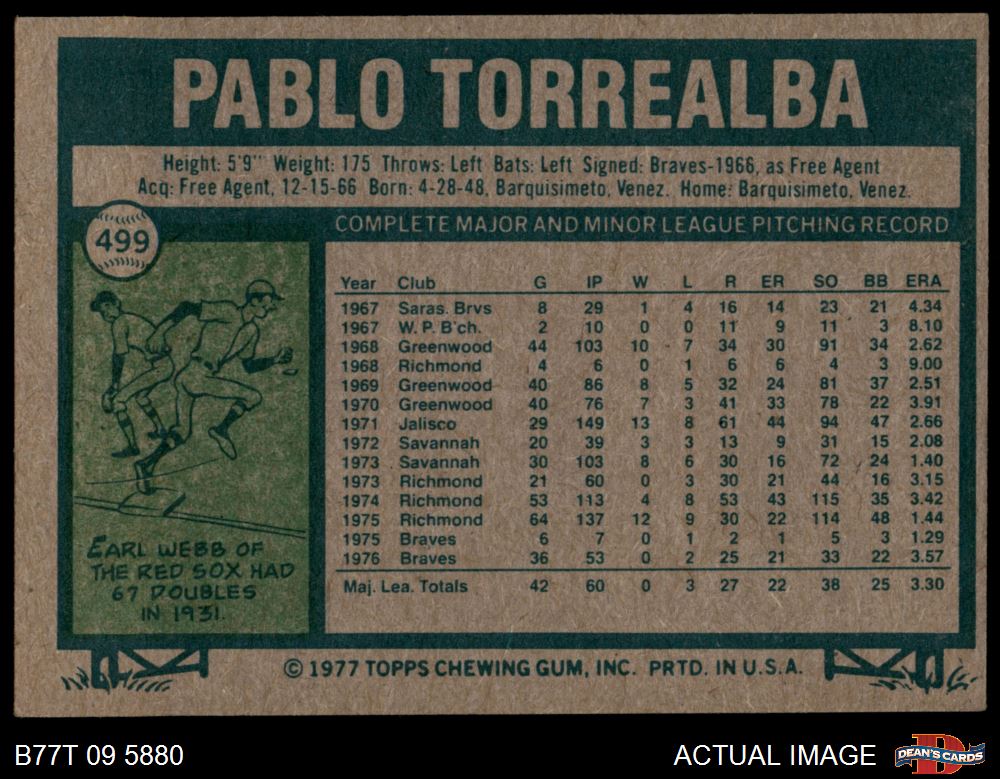 PABLO TORREALBA
Height: 5'9" Weight: 175 Throws: Left Bats: Left Signed: Braves-1966, as Free Agent
Acq: Free Agent, 12-15-66 Born: 4-28-48, Barquisimeto, Venez. Home: Barquisimeto, Venez.
499
COMPLETE MAJOR AND MINOR LEAGUE PITCHING RECORD
Year Club G IP W L R ER SO BB ERA
1967 Saras. Brvs 8 29 1 4 16 14 23 21 4.34
1967 W. P. B'ch. 2 10 0 0 11 9 11 3 8.10
1968 Greenwood 44 103 10 7 34 30 91 34 2.62
1968 Richmond 4 6 0 1 6 6 4 3 9.00
1969 Greenwood 40 86 8 5 32 24 81 37 2.51
1970 Greenwood 40 76 7 3 41 33 78 22 3.91
1971 Jalisco 29 149 13 8 61 44 94 47 2.66
1972 Savannah 20 39 3 3 13 9 31 15 2.08
1973 Savannah 30 103 8 6 30 16 72 24 1.40
1973 Richmond 21 60 0 3 30 21 44 16 3.15
1974 Richmond 53 113 4 8 53 43 115 35 3.42
1975 Richmond 64 137 12 9 30 22 114 48 1.44
1975 Braves 6 7 0 1 2 1 5 3 1.29
1976 Braves 36 53 0 2 25 21 33 22 3.57
Maj. Lea. Totals 42 60 0 3 27 22 38 25 3.30
EARL WEBB OF
THE RED SOX HAD
67 DOUBLES
IN 1931.
© 1977 TOPPS CHEWING GUM, INC. PRTD. IN U.S.A.
B77T 09 5880
ACTUAL IMAGE
DEAN'S CARDS